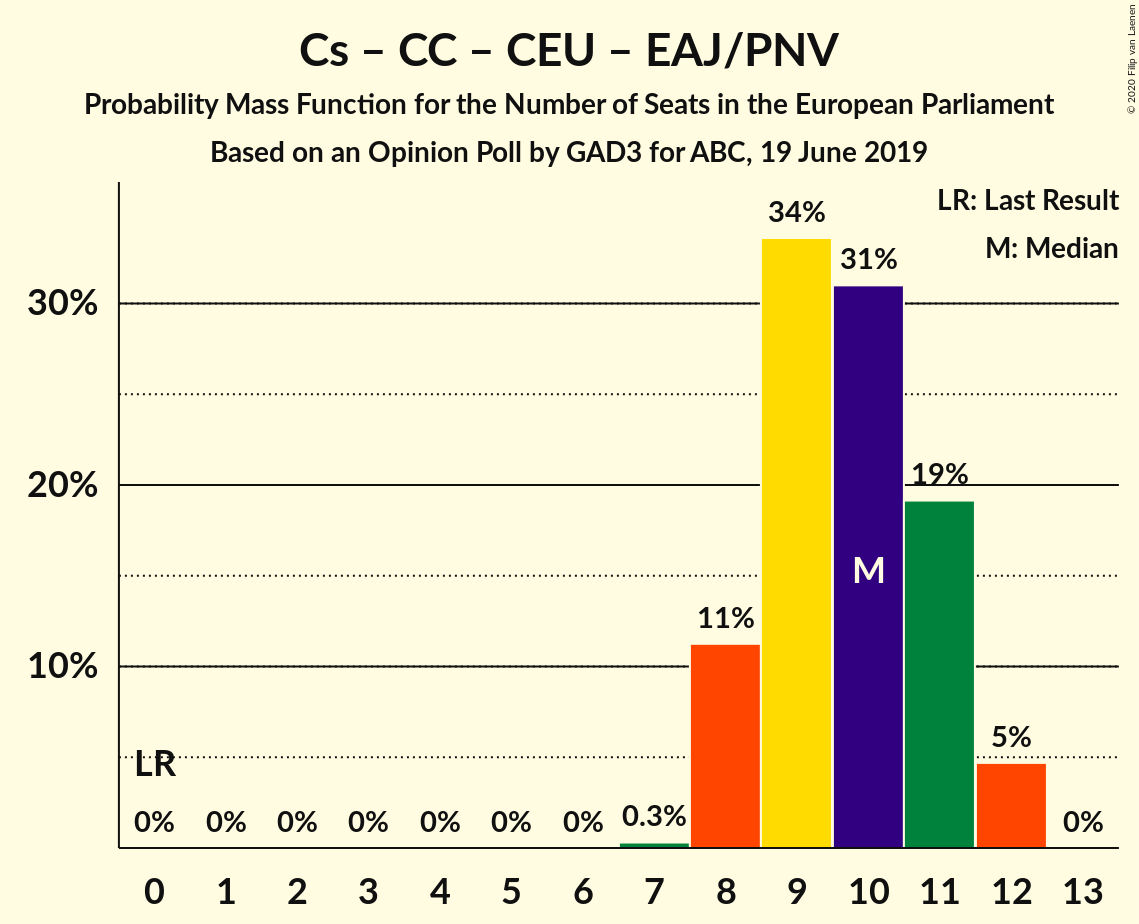 Cs – CC – CEU – EAJ/PNV
Probability Mass Function for the Number of Seats in the European Parliament
Based on an Opinion Poll by GAD3 for ABC, 19 June 2019
© 2020 Filip van Laenen
LR: Last Result
M: Median
34%
31%
30%
19%
20%
M
11%
10%
5%
LR
0% 0% 0% 0% 0% 0% 0% 0.3% 0%
0 1 2 3 4 5 6 7 8 9 10 11 12 13